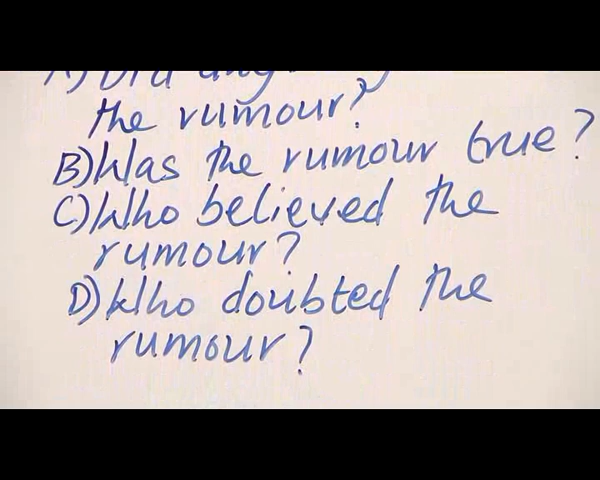 the rumour?
B) Was the rumour true?
C) Who believed the
rumour?
D) Who doubted the
rumour?